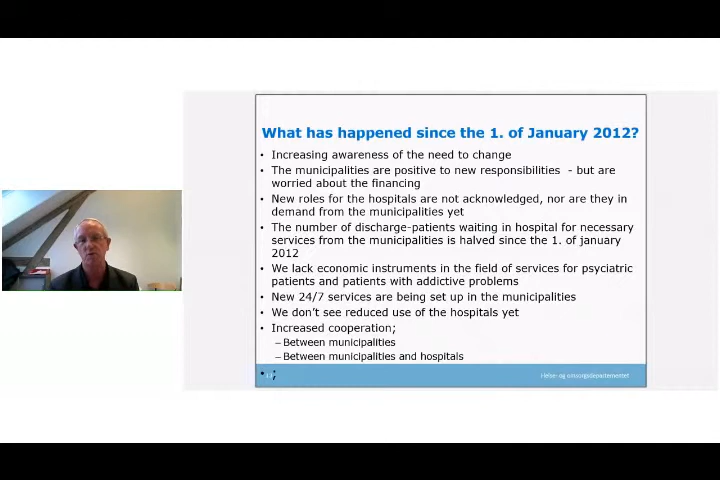 What has happened since the 1. of January 2012?
• Increasing awareness of the need to change
• The municipalities are positive to new responsibilities - but are
worried about the financing
• New roles for the hospitals are not acknowledged, nor are they in
demand from the municipalities yet
• The number of discharge-patients waiting in hospital for necessary
services from the municipalities is halved since the 1. of january
2012
• We lack economic instruments in the field of services for psyciatric
patients and patients with addictive problems
• New 24/7 services are being set up in the municipalities
• We don't see reduced use of the hospitals yet
• Increased cooperation;
– Between municipalities
– Between municipalities and hospitals
Helse- og omsorgsdepartementet